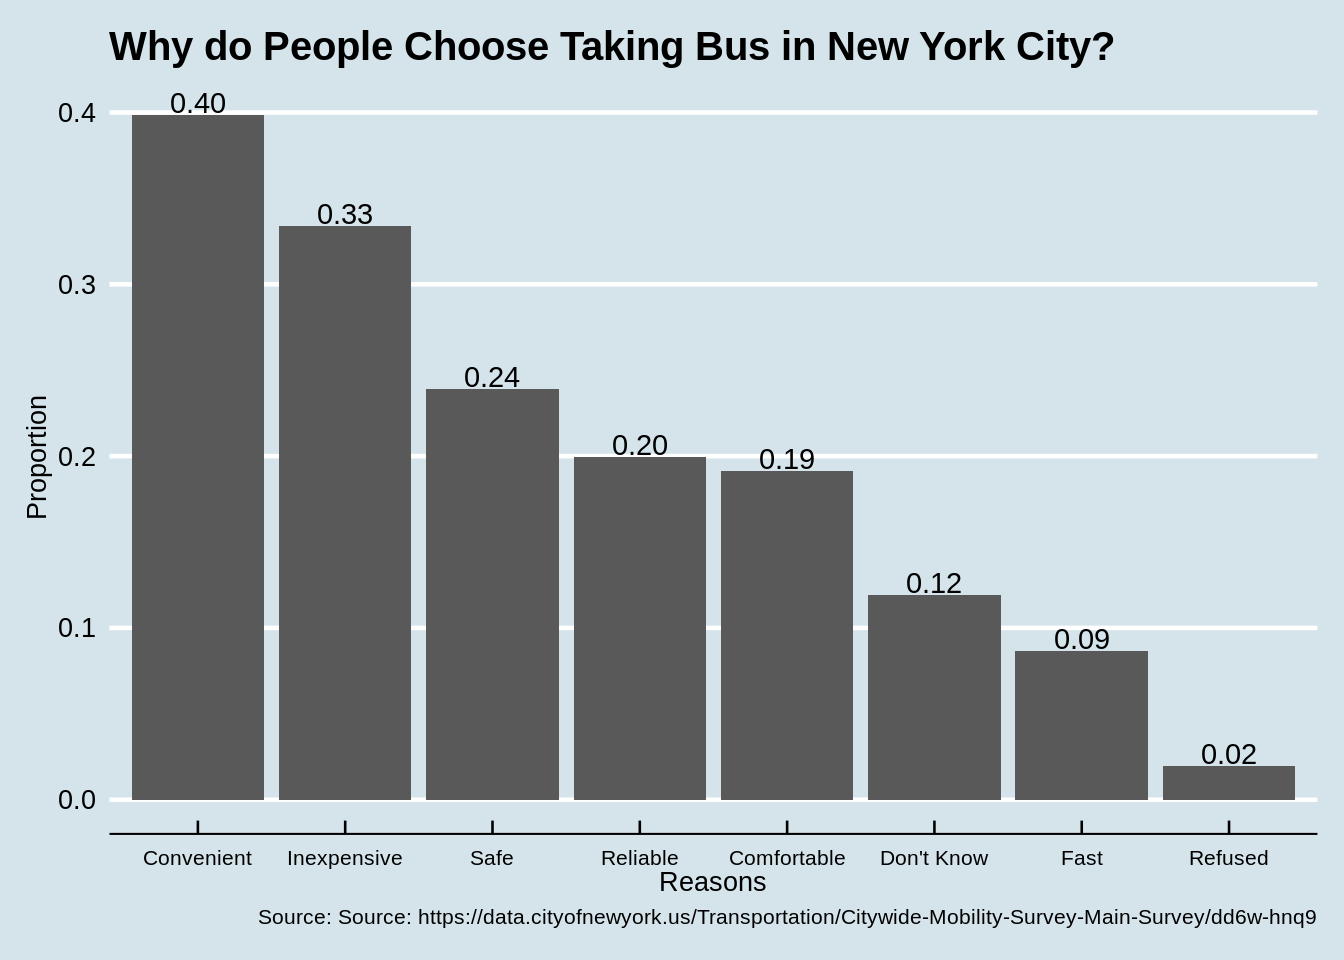 Why do People Choose Taking Bus in New York City?
0.40
0.4
0.33
0.3
0.24
0.20
0.2
0.19
Proportion
0.12
0.1
0.09
0.02
0.0
Convenient Inexpensive Safe Reliable Comfortable Don't Know Fast Refused
Reasons
Source: Source: https://data.cityofnewyork.us/Transportation/Citywide-Mobility-Survey-Main-Survey/dd6w-hnq9